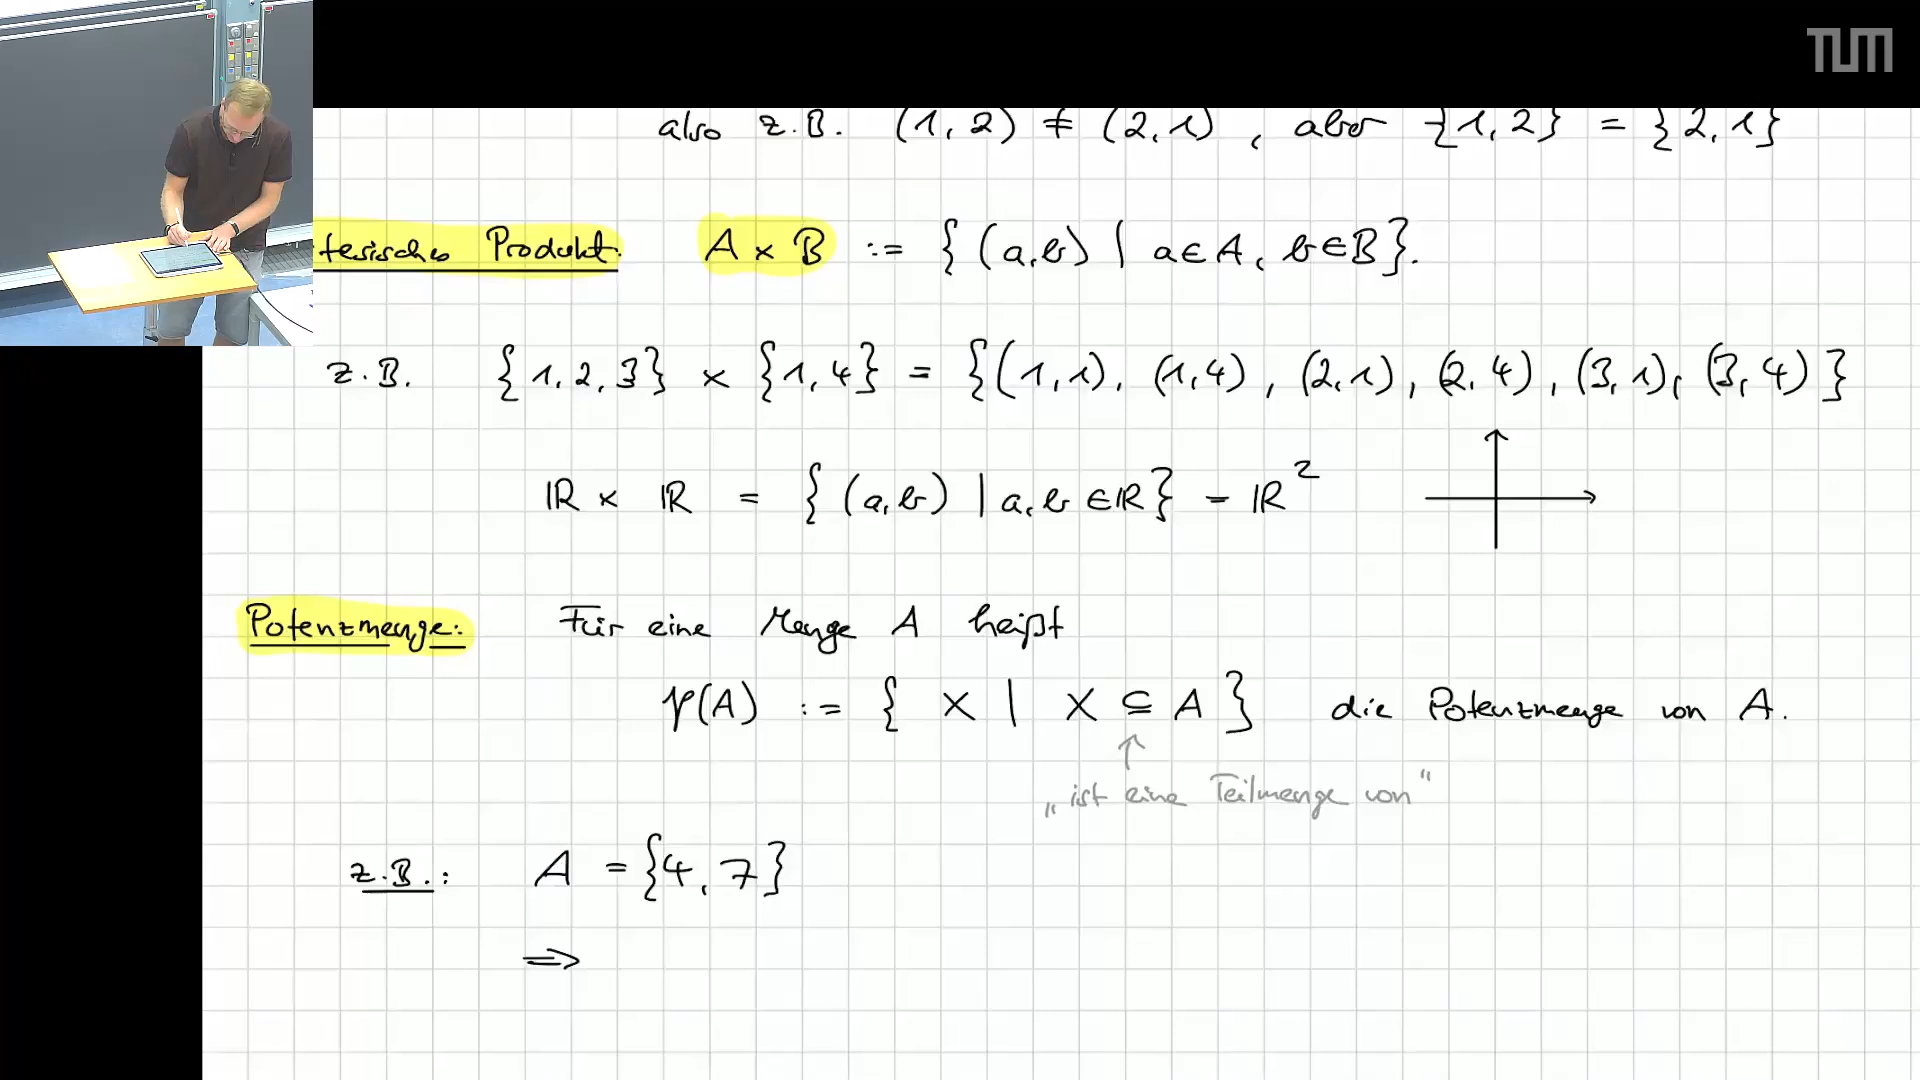 TUM
also z.B. (1, 2) ≠ (2, 1), aber {1, 2} = {2, 1}
tesisches Produkt. A × B := { (a, b) | a ∈ A, b ∈ B }.
z.B. {1, 2, 3} × {1, 4} = {(1, 1), (1, 4), (2, 1), (2, 4), (3, 1), (3, 4)}
ℝ × ℝ = { (a, b) | a, b ∈ ℝ } = ℝ²
Potenzmenge: Für eine Menge A heißt
𝒫(A) := { X | X ⊆ A } die Potenzmenge von A.
↑
„ist eine Teilmenge von“
z.B.: A = {4, 7}
⇒